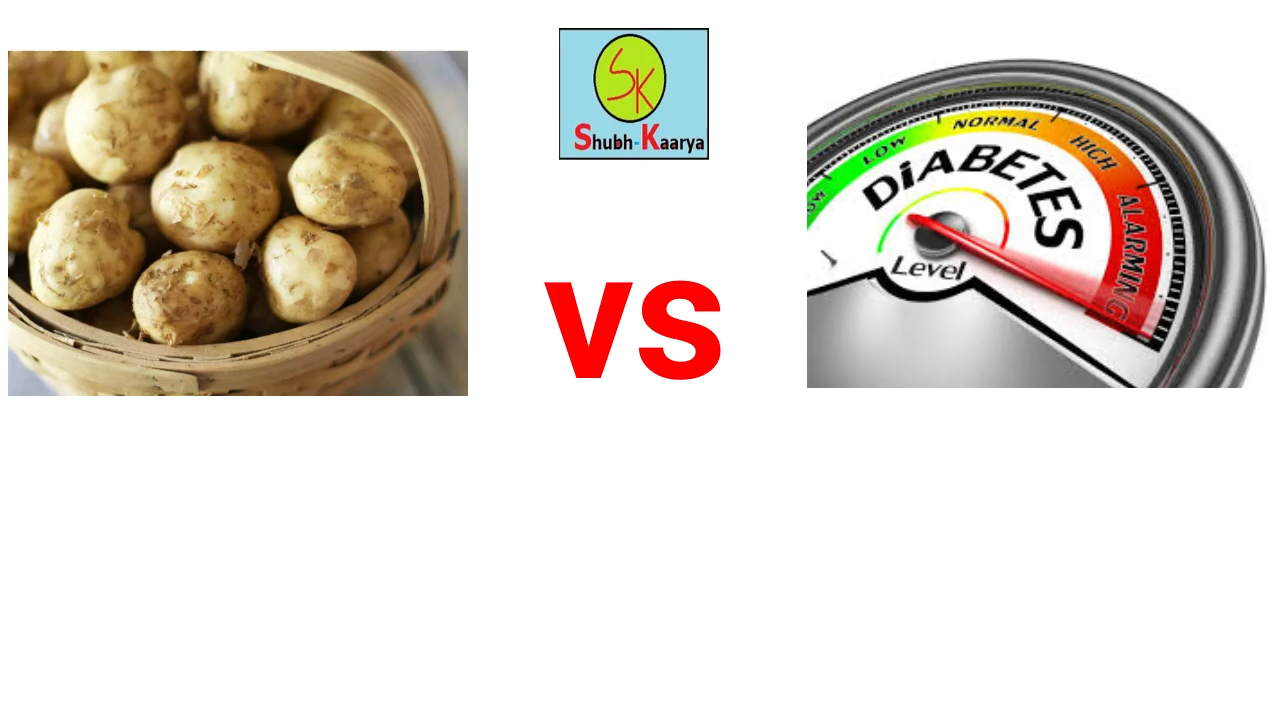 SK
Shubh-Kaarya
VS
LOW
NORMAL
HIGH
ALARMING
DiABETES
Level